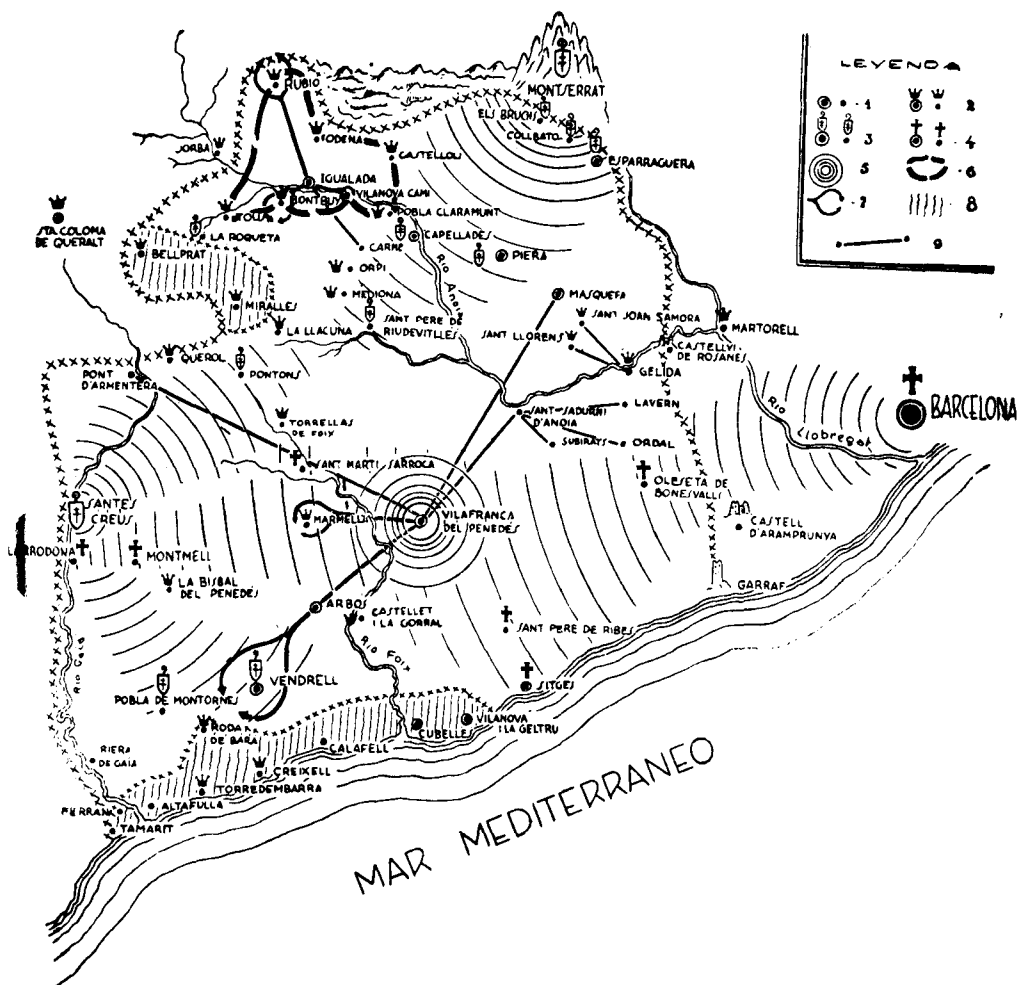 LEYENDA
1
2
3
4
5
6
7
8
9
RUBIO
MONTSERRAT
ELS BRUCHS
COLLBATO
ESPARRAGUERA
JORBA
ODENA
CASTELLOLI
IGUALADA
VILANOVA CAMI
MONTBUY
STA COLOMA
DE QUERALT
TOUS
POBLA CLARAMUNT
LA ROQUETA
CAPELLADES
CARME
BELLPRAT
PIERA
ORPI
Rio Anoia
MEDIONA
MASQUEFA
MIRALLES
SANT PERE DE
RIUDEVITLLES
SANT JOAN SAMORA
LA LLACUNA
SANT LLORENS
MARTORELL
CASTELLVI
DE ROSANES
QUEROL
PONT
D'ARMENTERA
PONTONS
GELIDA
BARCELONA
LAVERN
Rio Llobregat
SANT SADURNI
D'ANOIA
TORRELLAS
DE FOIX
SUBIRATS
ORDAL
SANT MARTI SARROCA
OLESETA DE
BONESVALLS
SANTES
CREUS
MARMELLA
VILAFRANCA
DEL PENEDES
CASTELL
D'ARAMPRUNYA
MONTMELL
LA BISBAL
DEL PENEDES
GARRAF
ARBOS
CASTELLET
I LA GORNAL
SANT PERE DE RIBES
Rio Gaia
Rio Foix
VENDRELL
SITGES
POBLA DE MONTORNES
RODA
DE BARA
VILANOVA
I LA GELTRU
CUBELLES
CALAFELL
RIERA
DE GAIA
CREIXELL
TORREDEMBARRA
FERRAN
ALTAFULLA
TAMARIT
MAR MEDITERRANEO